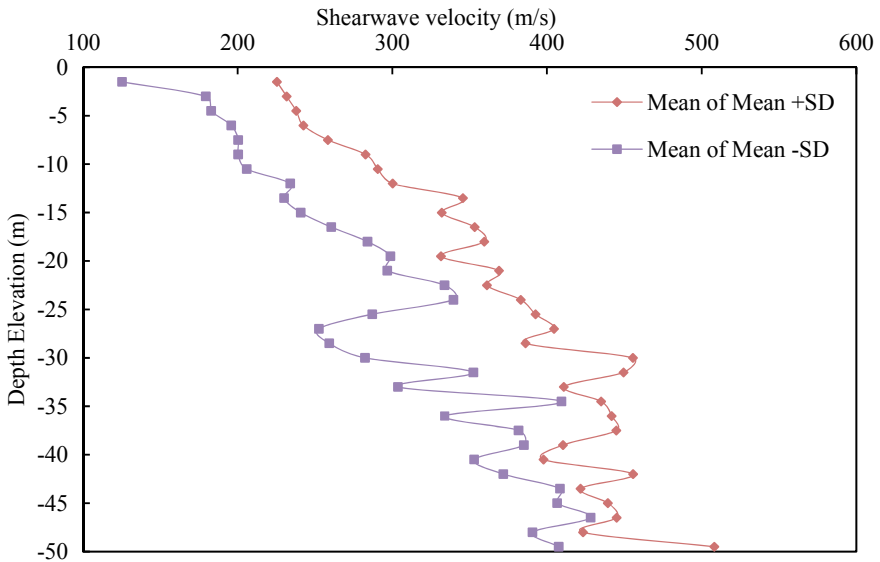 Shearwave velocity (m/s)
100 200 300 400 500 600
0
-5
-10
-15
-20
-25
-30
-35
-40
-45
-50
Depth Elevation (m)
Mean of Mean +SD
Mean of Mean -SD